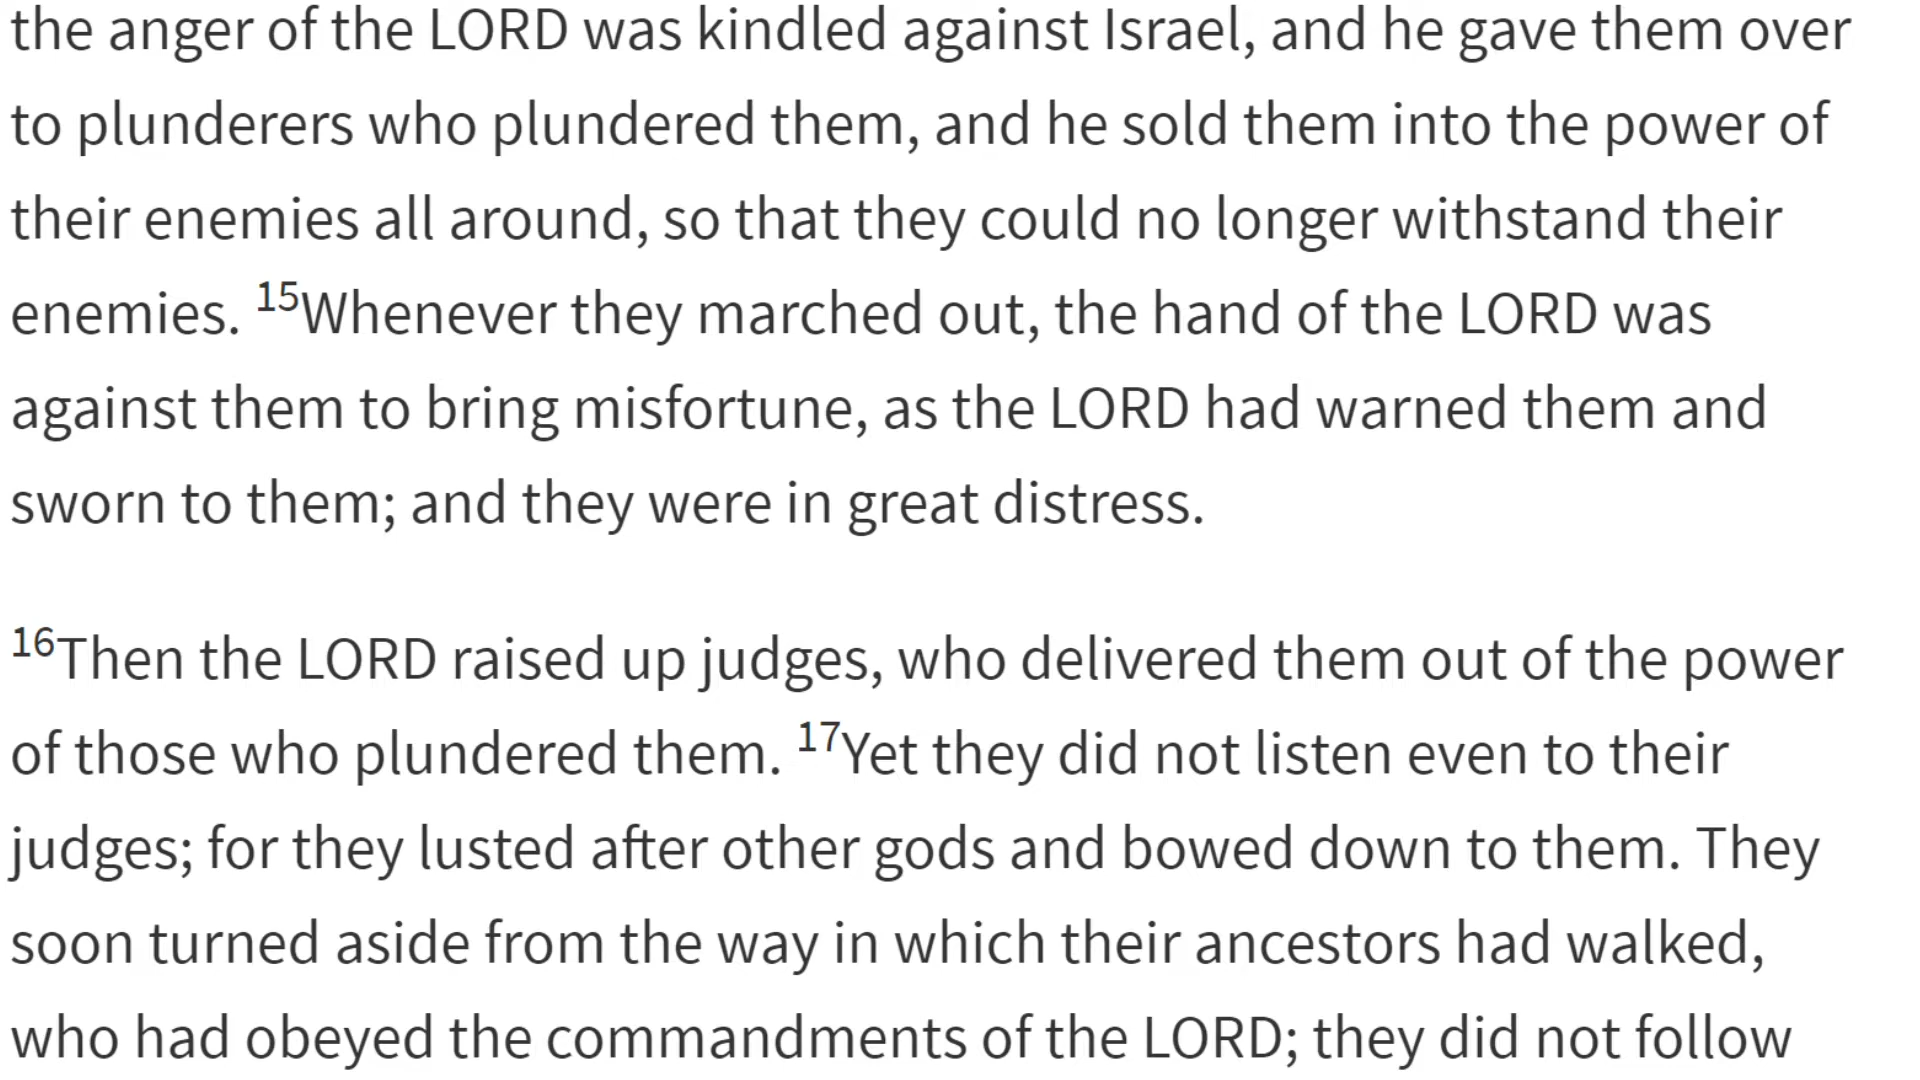 the anger of the LORD was kindled against Israel, and he gave them over
to plunderers who plundered them, and he sold them into the power of
their enemies all around, so that they could no longer withstand their
enemies. 15Whenever they marched out, the hand of the LORD was
against them to bring misfortune, as the LORD had warned them and
sworn to them; and they were in great distress.
16Then the LORD raised up judges, who delivered them out of the power
of those who plundered them. 17Yet they did not listen even to their
judges; for they lusted after other gods and bowed down to them. They
soon turned aside from the way in which their ancestors had walked,
who had obeyed the commandments of the LORD; they did not follow